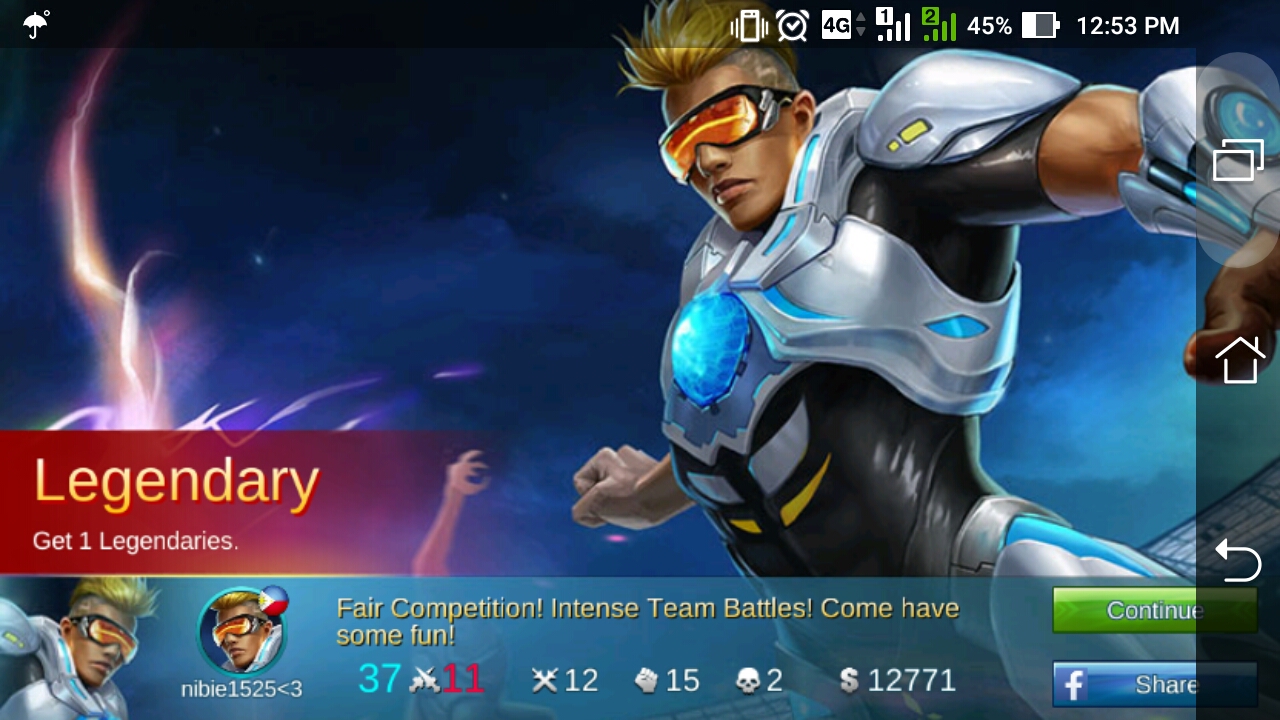 4G 1 2 45% 12:53 PM
Legendary
Get 1 Legendaries.
Fair Competition! Intense Team Battles! Come have
some fun!
37 11 12 15 2 $ 12771
nibie1525<3
Continue
f Share